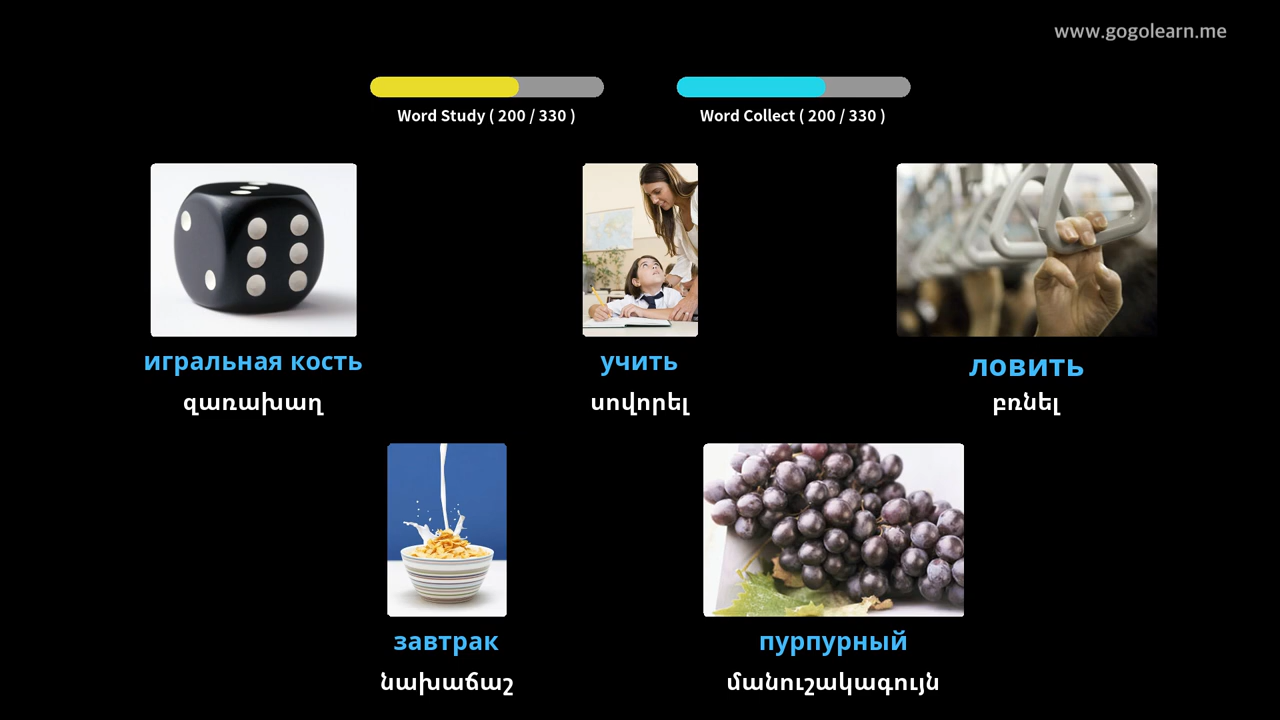 www.gogolearn.me
Word Study ( 200 / 330 )
Word Collect ( 200 / 330 )
игральная кость
զառախաղ
учить
սովորել
ловить
բռնել
завтрак
նախաճաշ
пурпурный
մանուշակագույն